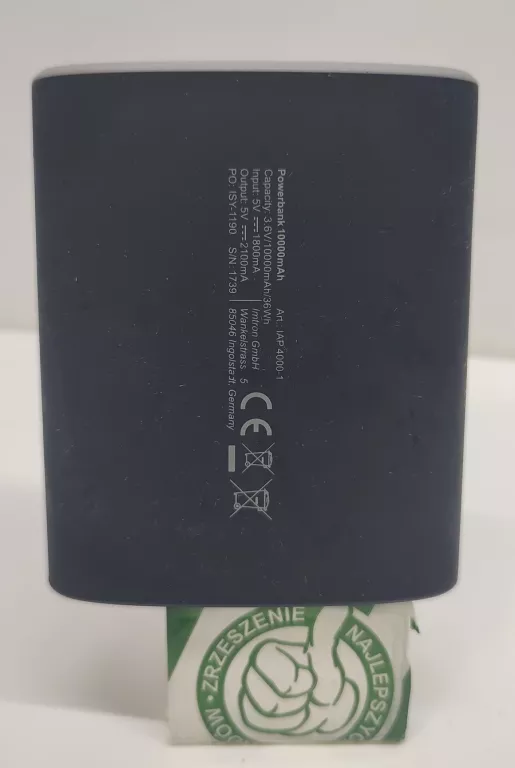 Powerbank 10000mAh Art.: IAP 4000-1
Capacity: 3.6V/10000mAh/36Wh
Input: 5V ⎓ 1800mA Imtron GmbH
Output: 5V ⎓ 2100mA Wankelstrass 5
PO: ISY-1190 S/N 1739 85046 Ingolstadt, Germany
CE
ZRZESZENIE
NAJLEPSZYC